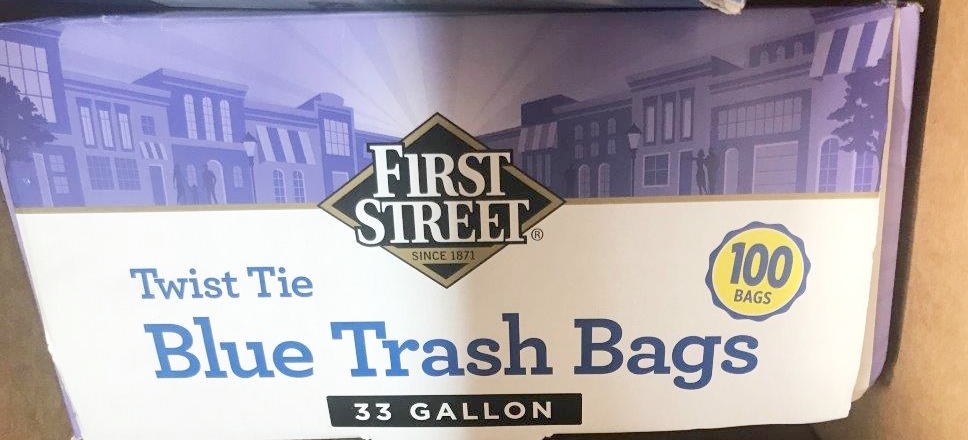 FIRST
STREET®
SINCE 1871
Twist Tie
100
BAGS
Blue Trash Bags
33 GALLON